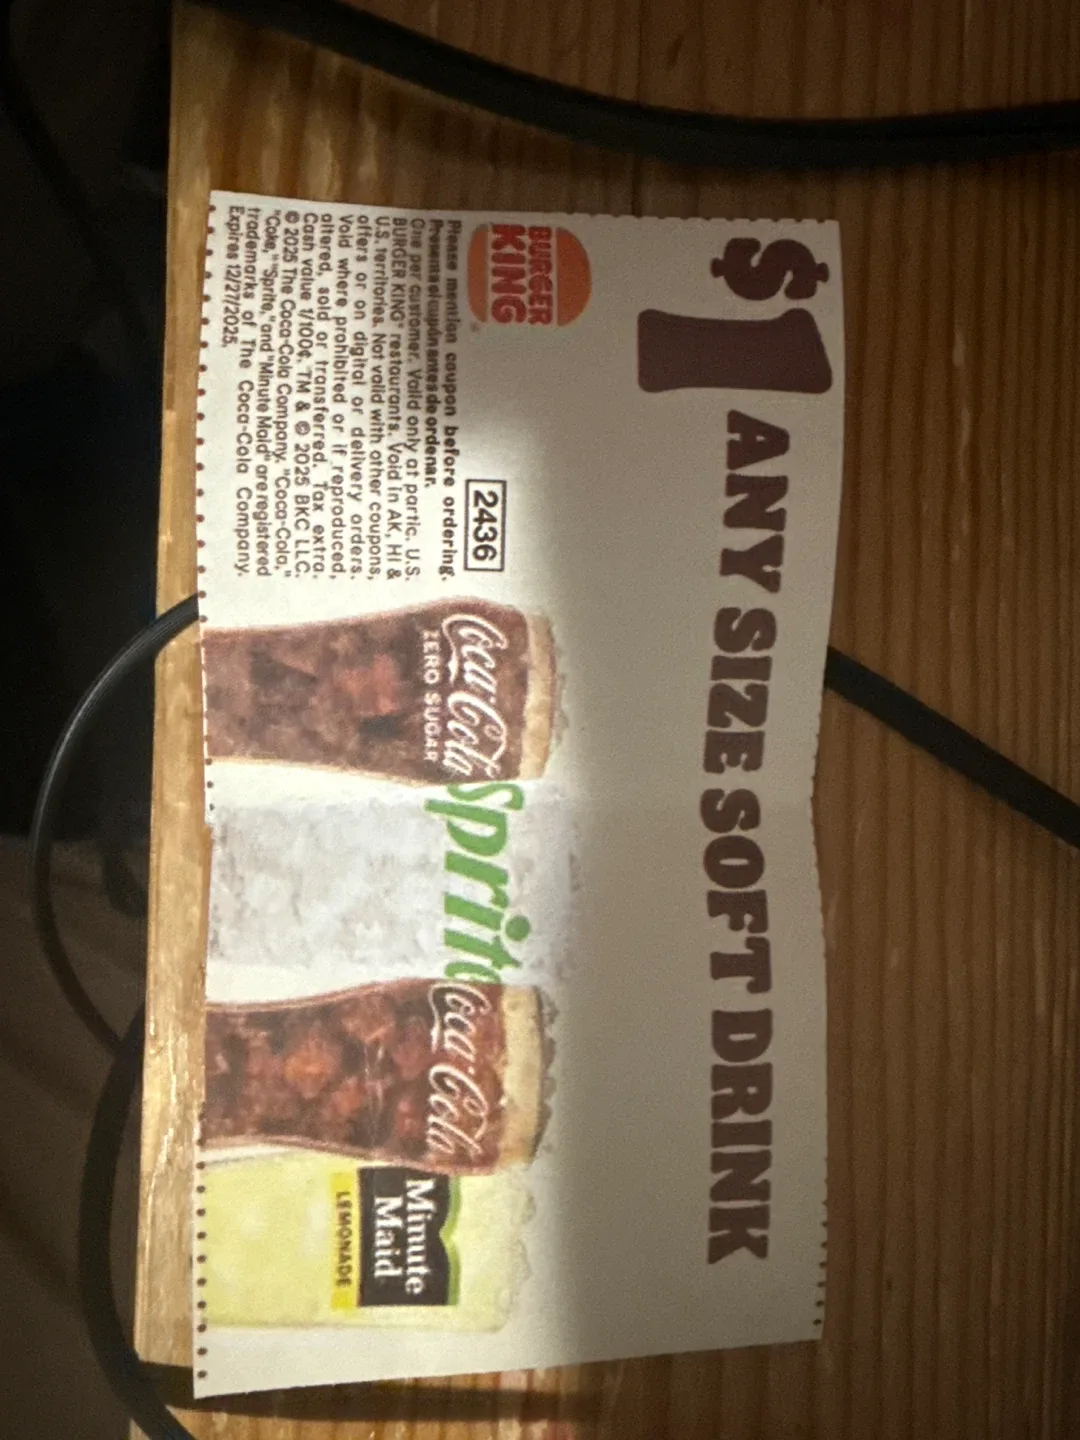 $1 ANY SIZE SOFT DRINK
BURGER
KING
2436
Please mention coupon before ordering.
Presenta el cupón antes de ordenar.
One per customer. Valid only at partic. U.S.
BURGER KING® restaurants. Void in AK, HI &
U.S. territories. Not valid with other coupons,
offers or on digital or delivery orders.
Void where prohibited or if reproduced,
altered, sold or transferred. Tax extra.
Cash value 1/100¢. TM & © 2025 BKC LLC.
© 2025 The Coca-Cola Company. "Coca-Cola,"
"Coke," "Sprite," and "Minute Maid" are registered
trademarks of The Coca-Cola Company.
Expires 12/27/2025.
Coca-Cola
ZERO SUGAR
Sprite
Coca-Cola
Minute
Maid
LEMONADE